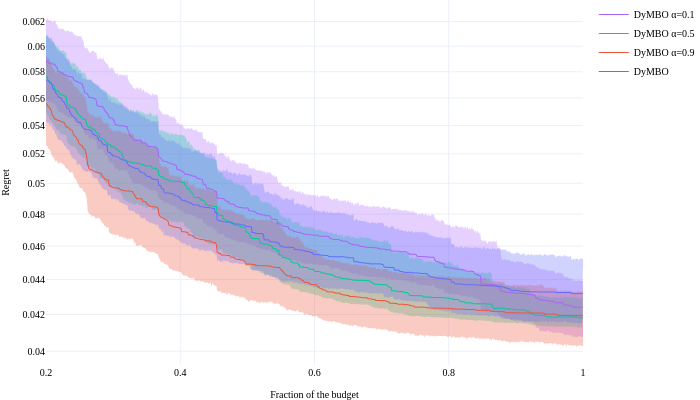 0.062
0.06
0.058
0.056
0.054
0.052
0.05
0.048
0.046
0.044
0.042
0.04
Regret
0.2
0.4
0.6
0.8
1
Fraction of the budget
DyMBO α=0.1
DyMBO α=0.5
DyMBO α=0.9
DyMBO